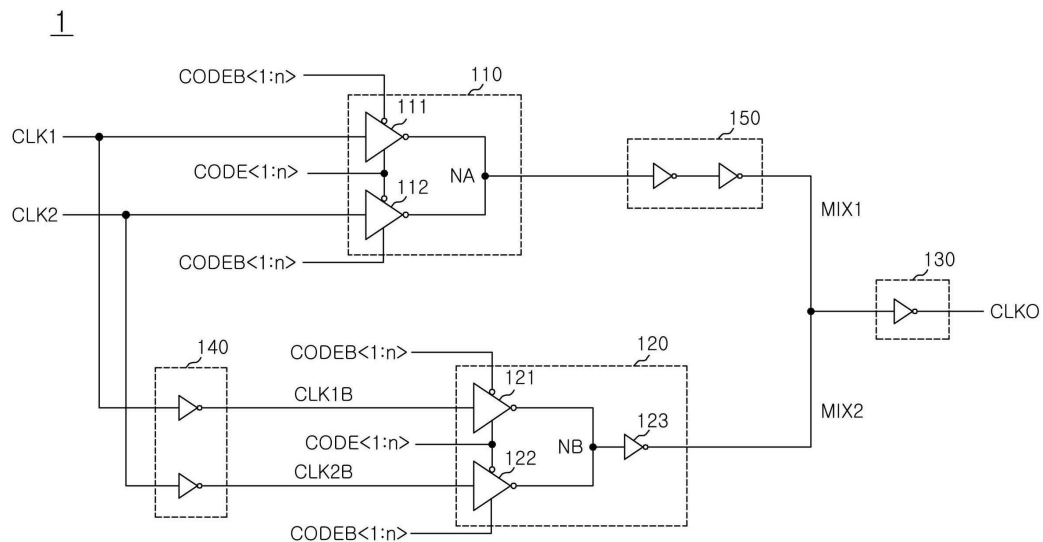 1
CODEB<1:n>
110
111
150
CLK1
CODE<1:n>
NA
112
CLK2
MIX1
CODEB<1:n>
130
CLKO
CODEB<1:n>
120
140
121
CLK1B
MIX2
123
CODE<1:n>
NB
122
CLK2B
CODEB<1:n>